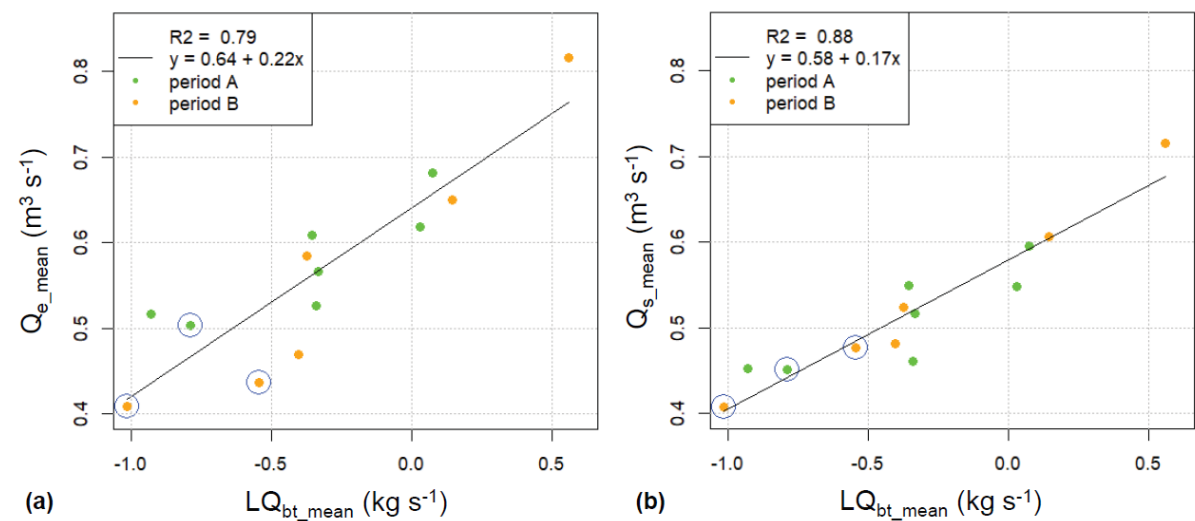 R2 = 0.79
y = 0.64 + 0.22x
period A
period B
0.8
0.7
0.6
0.5
0.4
Qe_mean (m³ s⁻¹)
-1.0
-0.5
0.0
0.5
(a)
LQbt_mean (kg s⁻¹)
R2 = 0.88
y = 0.58 + 0.17x
period A
period B
0.8
0.7
0.6
0.5
0.4
Qs_mean (m³ s⁻¹)
-1.0
-0.5
0.0
0.5
(b)
LQbt_mean (kg s⁻¹)